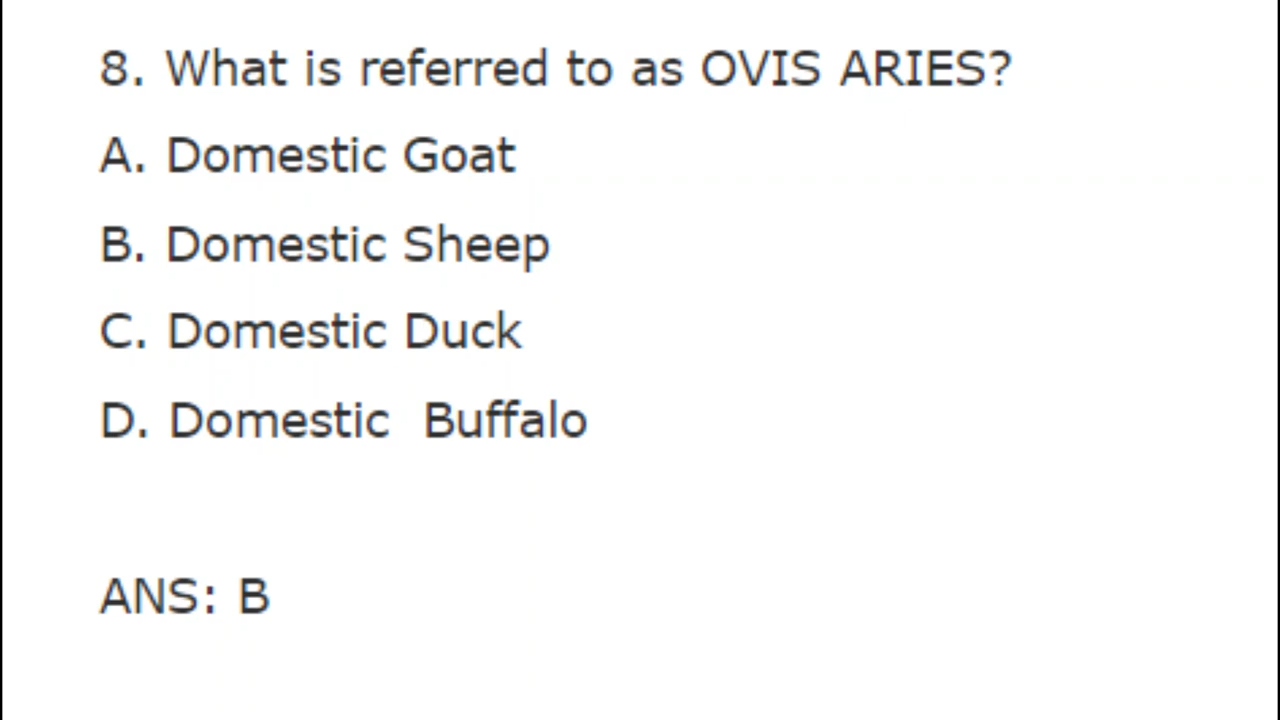 8. What is referred to as OVIS ARIES?
A. Domestic Goat
B. Domestic Sheep
C. Domestic Duck
D. Domestic  Buffalo
ANS: B